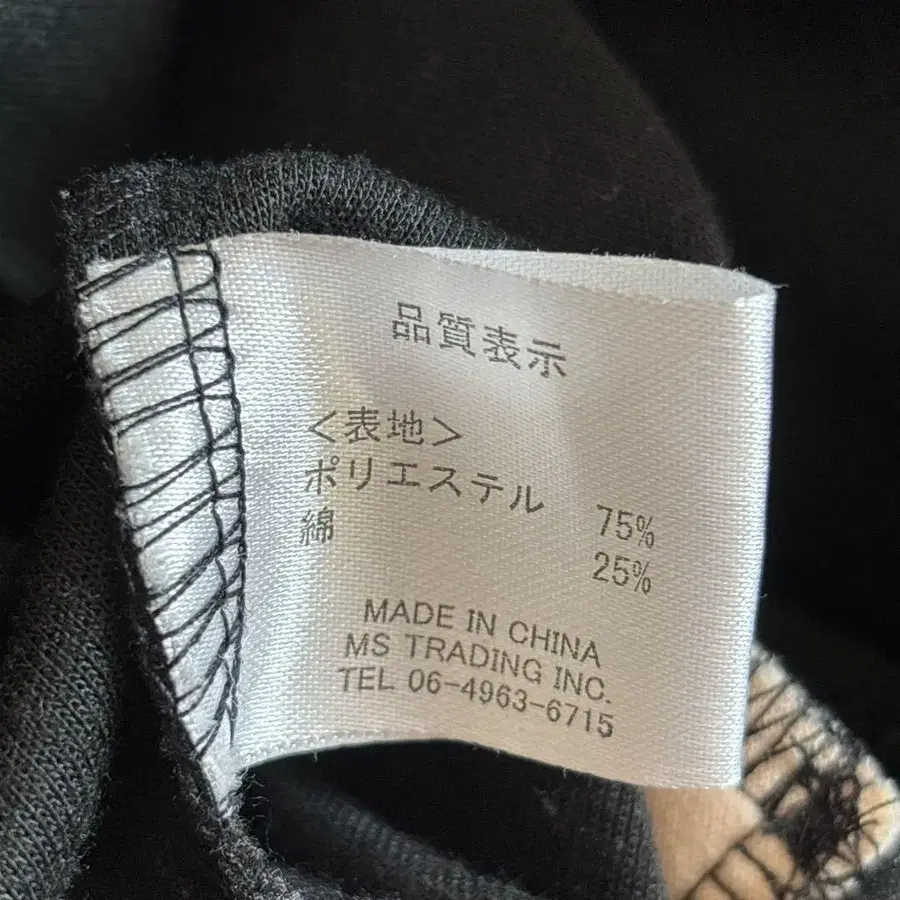 品質表示
＜表地＞
ポリエステル 75%
綿 25%
MADE IN CHINA
MS TRADING INC.
TEL 06-4963-6715